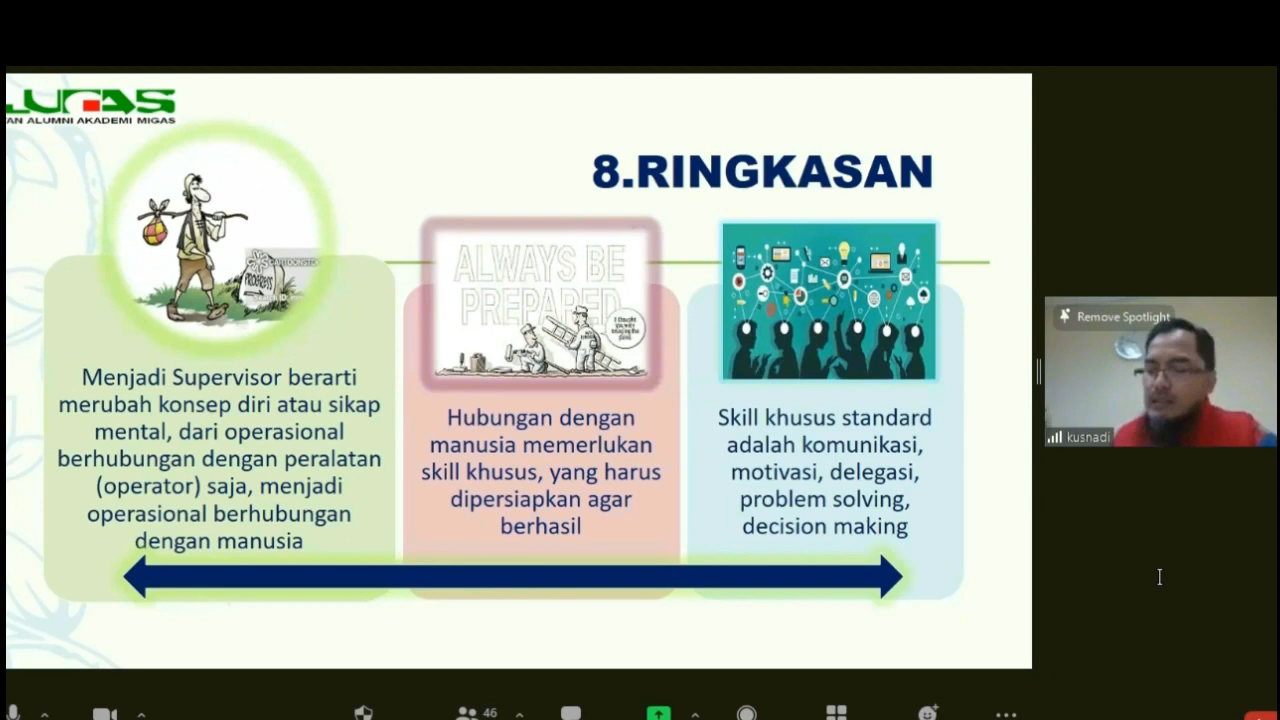 AN ALUMNI AKADEMI MIGAS
8.RINGKASAN
CARTOONSTOCK
PROGRESS
ALWAYS BE
PREPARED
Menjadi Supervisor berarti
merubah konsep diri atau sikap
mental, dari operasional
berhubungan dengan peralatan
(operator) saja, menjadi
operasional berhubungan
dengan manusia
Hubungan dengan
manusia memerlukan
skill khusus, yang harus
dipersiapkan agar
berhasil
Skill khusus standard
adalah komunikasi,
motivasi, delegasi,
problem solving,
decision making
Remove Spotlight
kusnadi
46